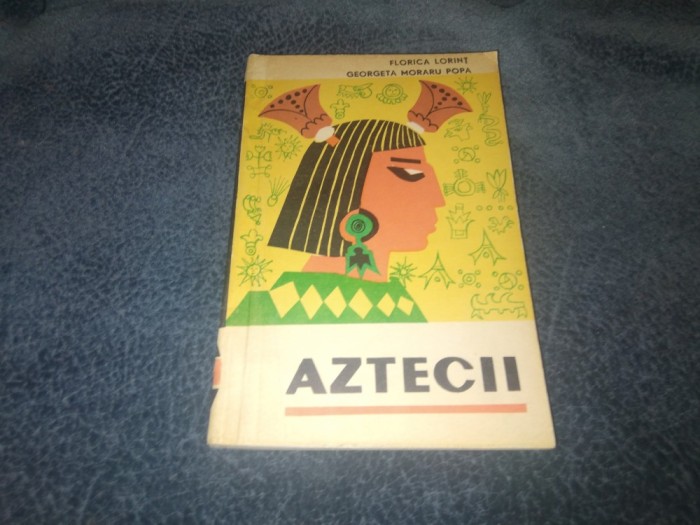 FLORICA LORINȚ
GEORGETA MORARU POPA
AZTECII